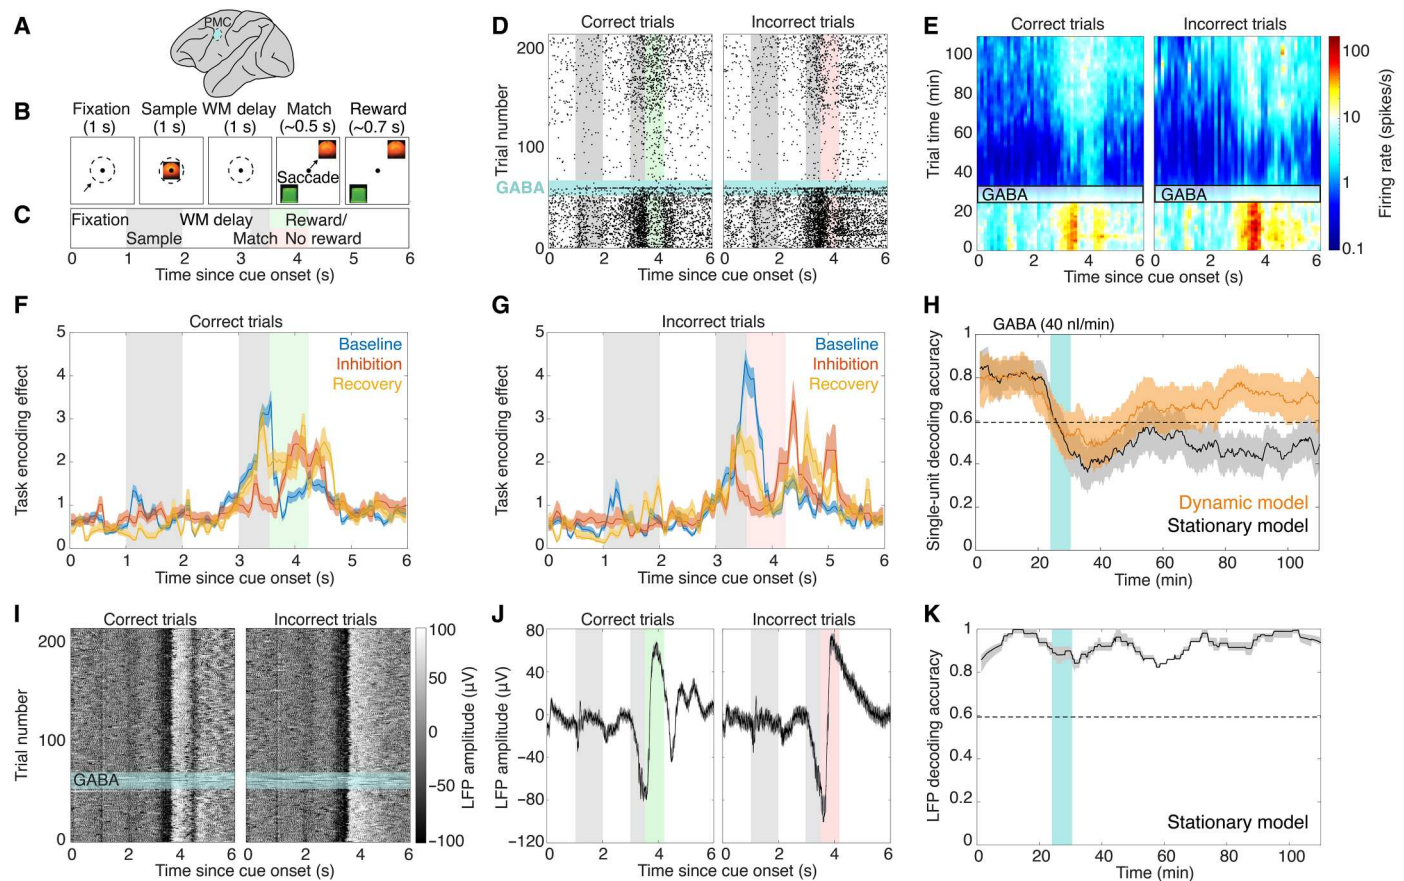 A
PMC
B
Fixation
(1 s)
Sample
(1 s)
WM delay
(1 s)
Match
(~0.5 s)
Reward
(~0.7 s)
Saccade
C
Fixation
WM delay
Reward/
Sample
Match
No reward
0
1
2
3
4
5
6
Time since cue onset (s)
D
Correct trials
Incorrect trials
Trial number
200
100
GABA
0
0
2
4
6
0
2
4
6
Time since cue onset (s)
E
Correct trials
Incorrect trials
Trial time (min)
100
80
60
40
20
0
GABA
GABA
0
2
4
6
0
2
4
6
Time since cue onset (s)
100
10
1
0.1
Firing rate (spikes/s)
F
Correct trials
Task encoding effect
5
4
3
2
1
0
Baseline
Inhibition
Recovery
0
1
2
3
4
5
6
Time since cue onset (s)
G
Incorrect trials
Task encoding effect
5
4
3
2
1
0
Baseline
Inhibition
Recovery
0
1
2
3
4
5
6
Time since cue onset (s)
H
GABA (40 nl/min)
Single-unit decoding accuracy
1
0.8
0.6
0.4
0.2
0
Dynamic model
Stationary model
0
20
40
60
80
100
Time (min)
I
Correct trials
Incorrect trials
Trial number
200
100
0
GABA
0
2
4
6
0
2
4
6
Time since cue onset (s)
100
50
0
−50
−100
LFP amplitude (µV)
J
Correct trials
Incorrect trials
LFP amplitude (µV)
80
40
0
−40
−80
−120
0
2
4
6
0
2
4
6
Time since cue onset (s)
K
LFP decoding accuracy
1
0.8
0.6
0.4
0.2
0
Stationary model
0
20
40
60
80
100
Time (min)